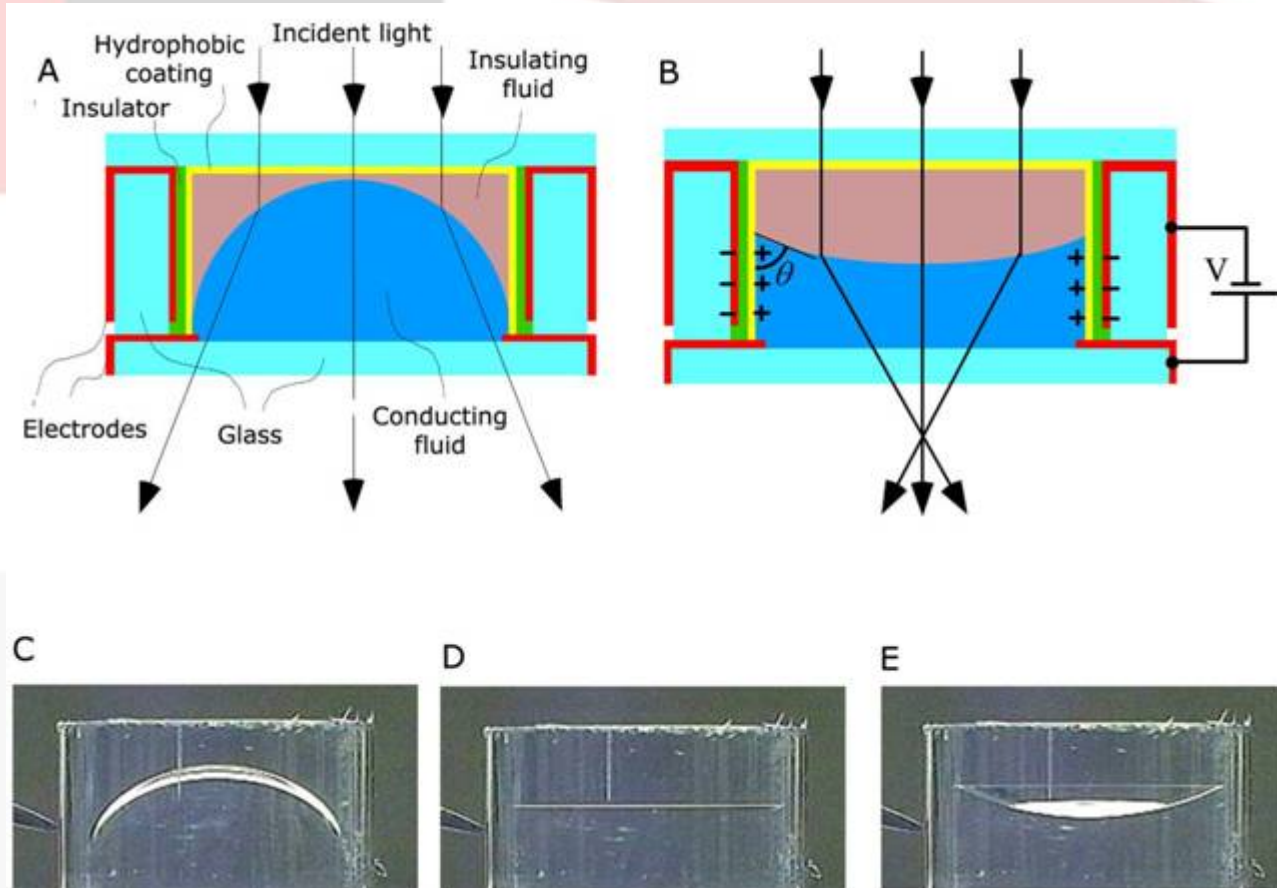 A
Hydrophobic
coating
Incident light
Insulating
fluid
Insulator
Electrodes
Glass
Conducting
fluid
B
- + θ + -
- + + -
- + + -
V
C
D
E